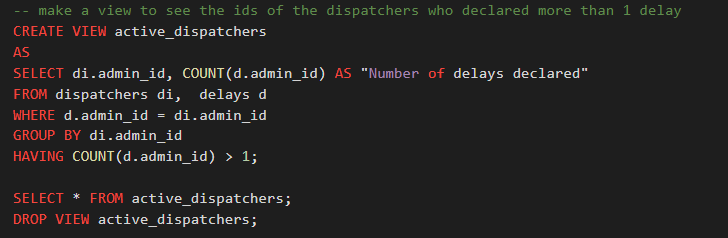 -- make a view to see the ids of the dispatchers who declared more than 1 delay
CREATE VIEW active_dispatchers
AS
SELECT di.admin_id, COUNT(d.admin_id) AS "Number of delays declared"
FROM dispatchers di,  delays d
WHERE d.admin_id = di.admin_id
GROUP BY di.admin_id
HAVING COUNT(d.admin_id) > 1;

SELECT * FROM active_dispatchers;
DROP VIEW active_dispatchers;